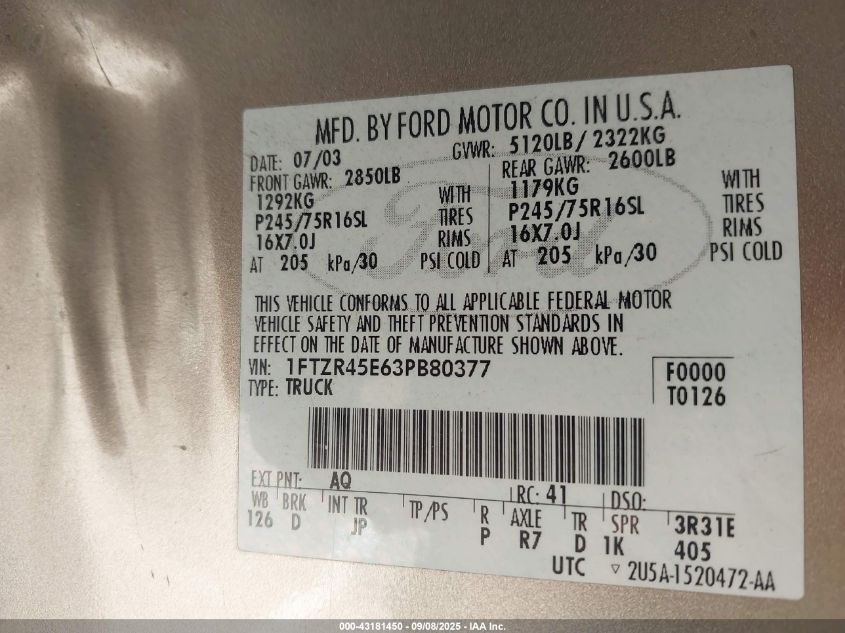 MFD. BY FORD MOTOR CO. IN U.S.A.
DATE: 07/03 GVWR: 5120LB/ 2322KG
FRONT GAWR: 2850LB REAR GAWR: 2600LB
1292KG WITH 1179KG WITH
P245/75R16SL TIRES P245/75R16SL TIRES
16X7.0J RIMS 16X7.0J RIMS
AT 205 kPa/30 PSI COLD AT 205 kPa/30 PSI COLD
Ford
THIS VEHICLE CONFORMS TO ALL APPLICABLE FEDERAL MOTOR
VEHICLE SAFETY AND THEFT PREVENTION STANDARDS IN
EFFECT ON THE DATE OF MANUFACTURE SHOWN ABOVE.
VIN: 1FTZR45E63PB80377 F0000
TYPE: TRUCK T0126
EXT PNT: AQ RC: 41 DSO:
WB BRK INT TR TP/PS R AXLE TR SPR 3R31E
126 D JP P R7 D 1K 405
UTC ▽ 2U5A-1520472-AA
000-43181450 - 09/08/2025 - IAA Inc.